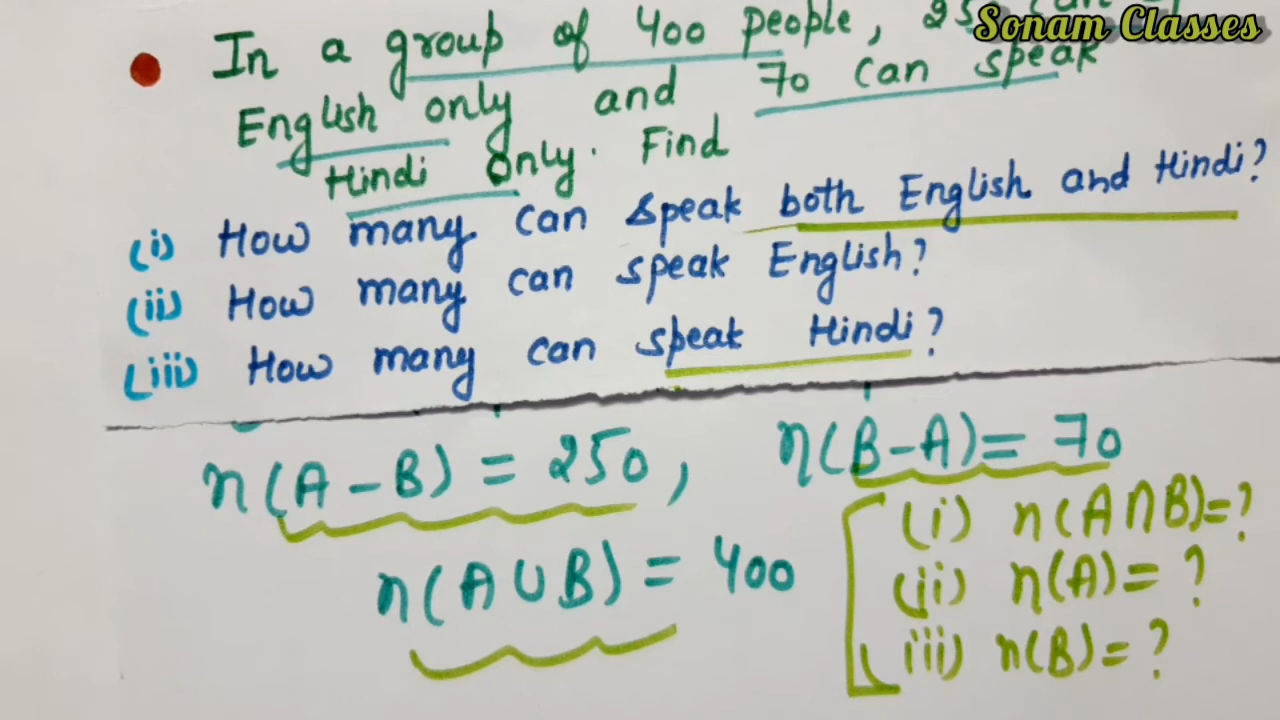 Sonam Classes
In a group of 400 people, 250 can
English only and 70 can speak
Hindi only. Find
(i) How many can speak both English and Hindi?
(ii) How many can speak English?
(iii) How many can speak Hindi?
n(A-B) = 250, n(B-A) = 70
n(A∪B) = 400
(i) n(A∩B)=?
(ii) n(A) = ?
iii) n(B) = ?